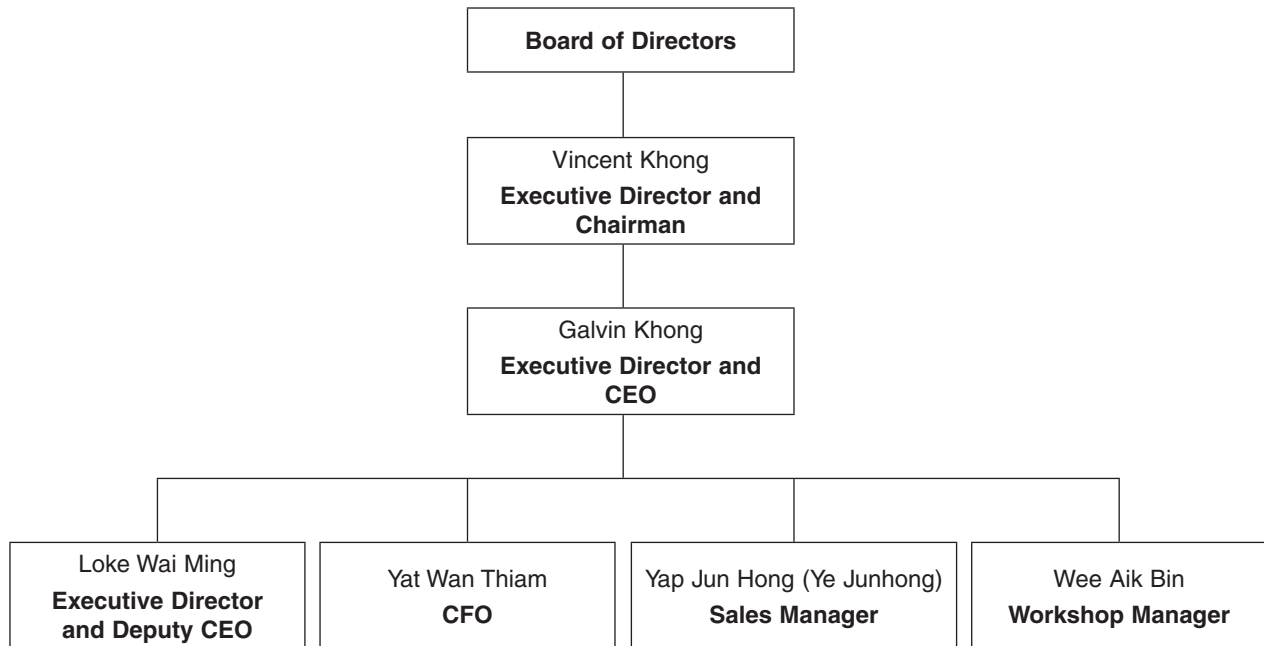 Board of Directors
Vincent Khong
Executive Director and
Chairman
Galvin Khong
Executive Director and
CEO
Loke Wai Ming
Executive Director
and Deputy CEO
Yat Wan Thiam
CFO
Yap Jun Hong (Ye Junhong)
Sales Manager
Wee Aik Bin
Workshop Manager